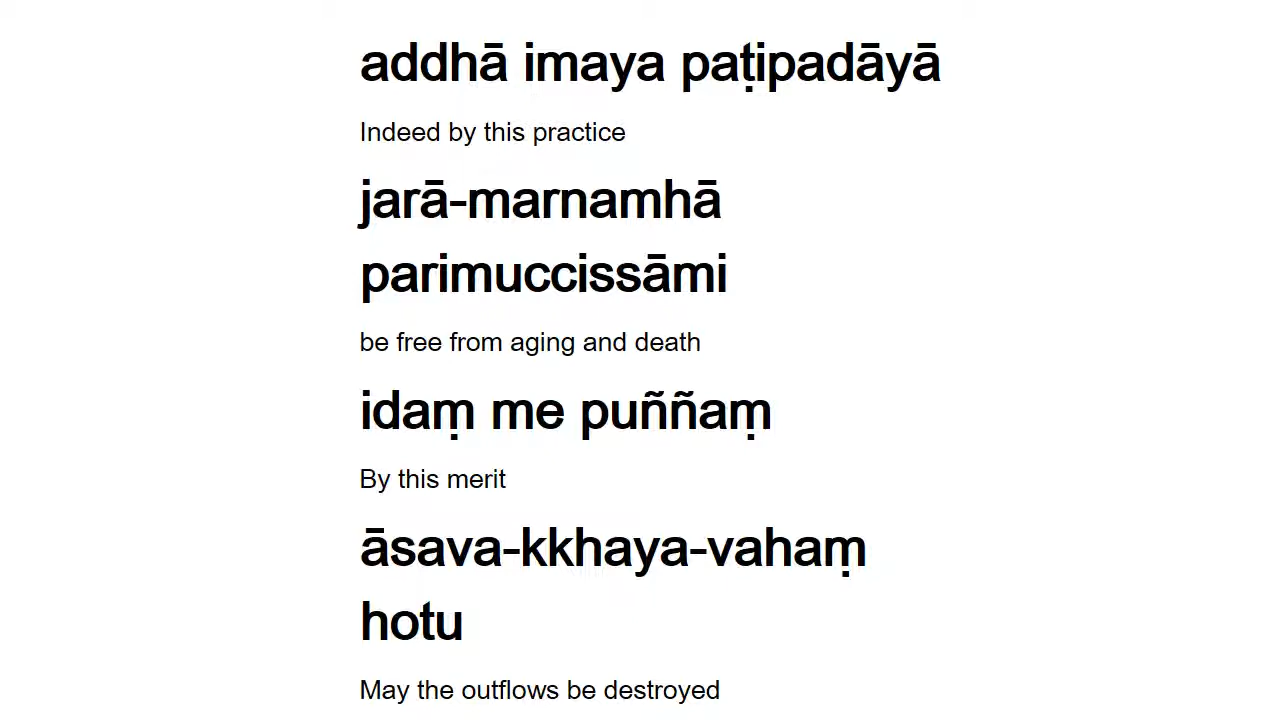 addhā imaya paṭipadāyā
Indeed by this practice
jarā-marnamhā
parimuccissāmi
be free from aging and death
idaṃ me puññaṃ
By this merit
āsava-kkhaya-vahaṃ
hotu
May the outflows be destroyed